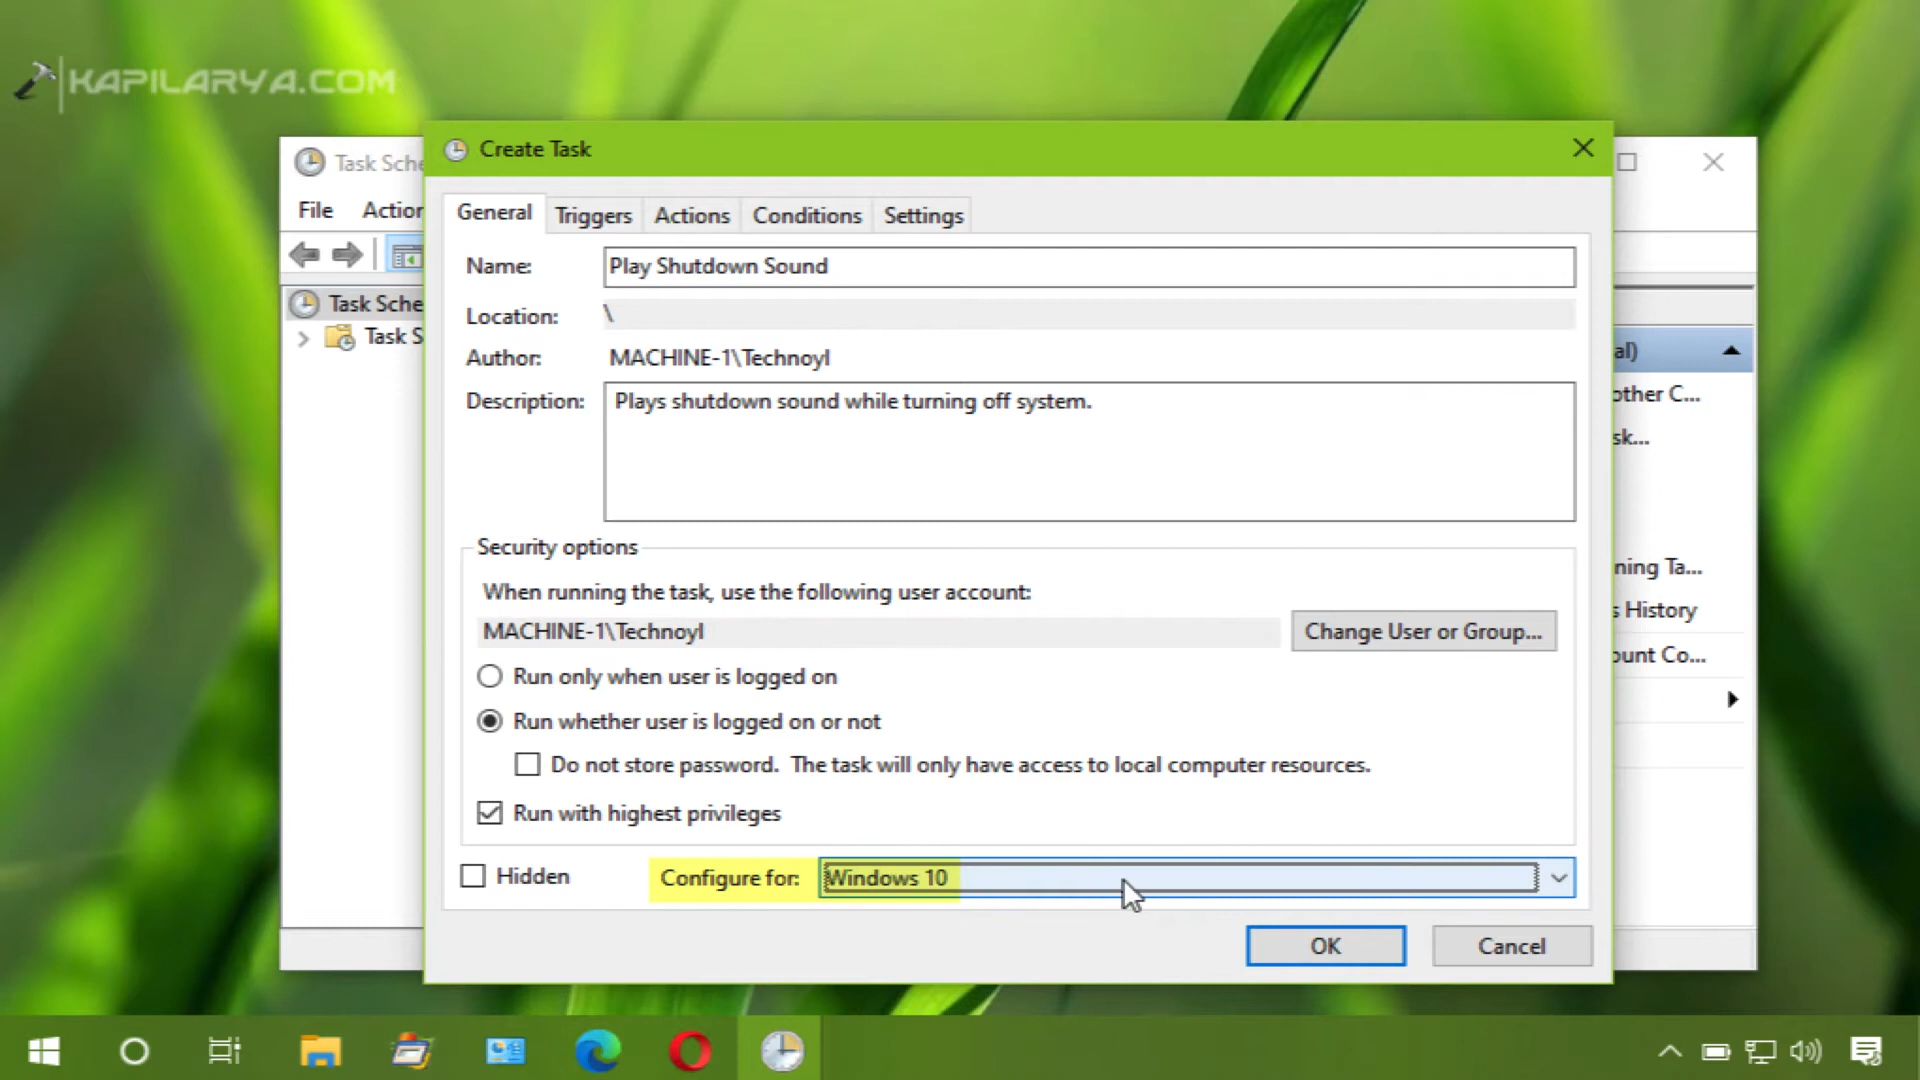 KAPILARYA.COM
Task Sche
Create Task
File Action
General Triggers Actions Conditions Settings
Name: Play Shutdown Sound
Location: \
Author: MACHINE-1\Technoyl
Description: Plays shutdown sound while turning off system.
Task Sche
Task S
al)
other C...
sk...
ning Ta...
s History
ount Co...
Security options
When running the task, use the following user account:
MACHINE-1\Technoyl Change User or Group...
Run only when user is logged on
Run whether user is logged on or not
Do not store password. The task will only have access to local computer resources.
Run with highest privileges
Hidden Configure for: Windows 10
OK Cancel